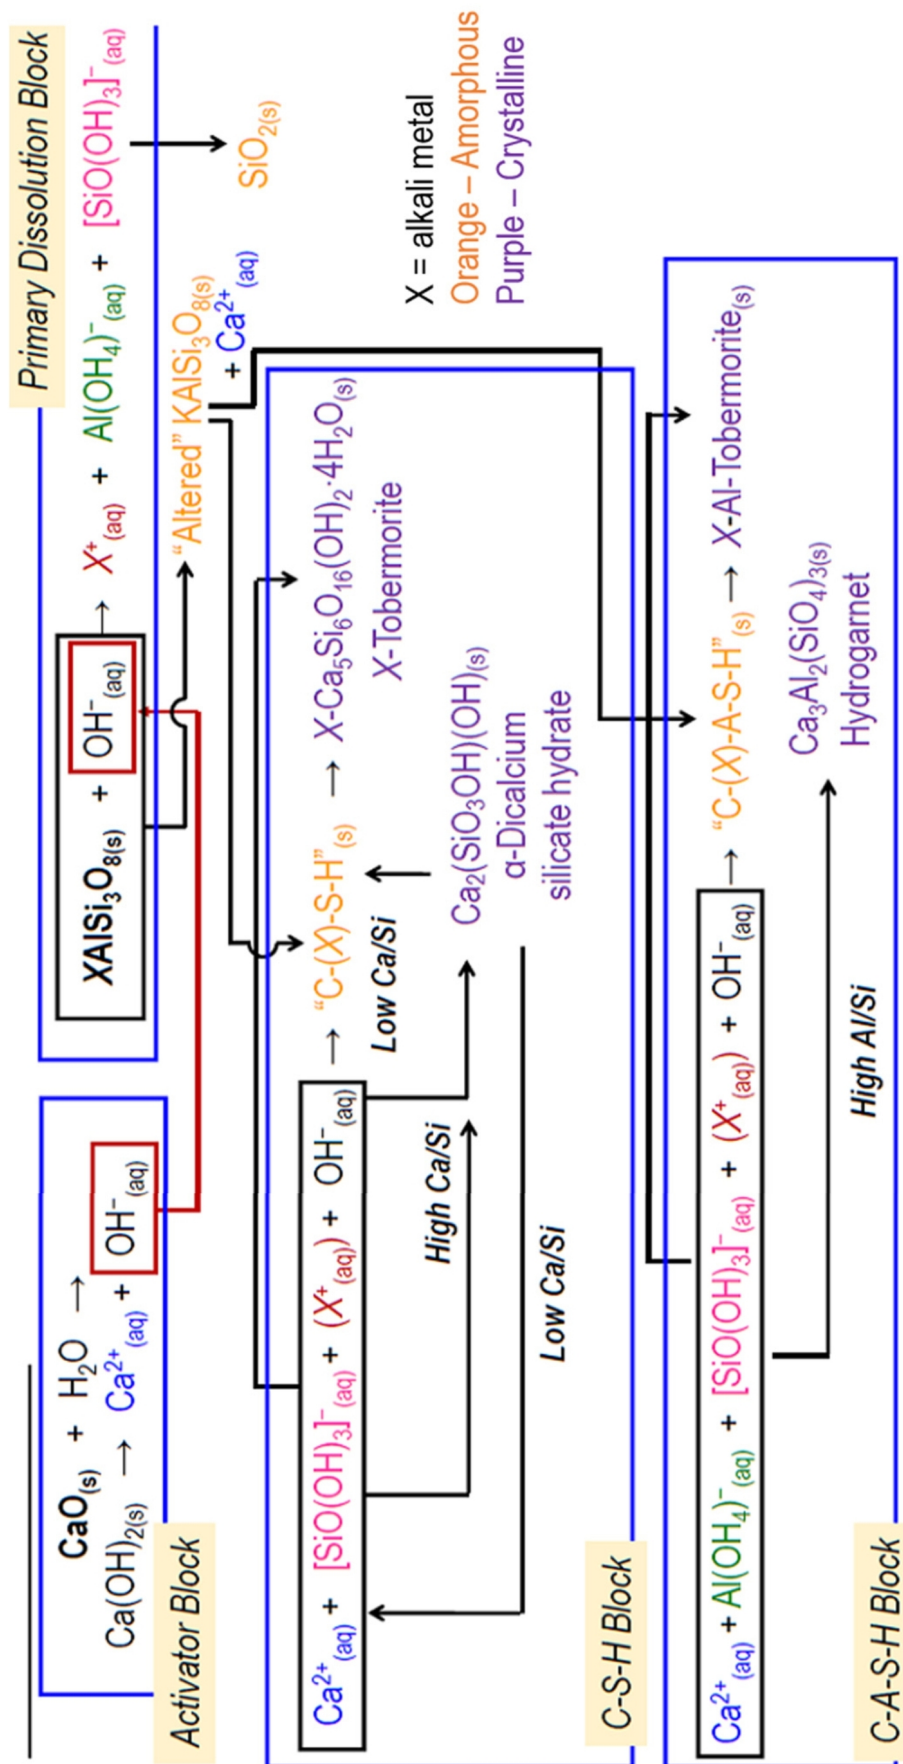 Primary Dissolution Block
CaO(s) + H₂O →
Ca(OH)₂(s) → Ca²⁺(aq) + OH⁻(aq)
Activator Block
XAlSi₃O₈(s) + OH⁻(aq) → X⁺(aq) + Al(OH₄)⁻(aq) + [SiO(OH)₃]⁻(aq)
"Altered" KAlSi₃O₈(s)
+ Ca²⁺(aq)
SiO₂(s)
Ca²⁺(aq) + [SiO(OH)₃]⁻(aq) + (X⁺(aq)) + OH⁻(aq) → "C-(X)-S-H"(s) → X-Ca₅Si₆O₁₆(OH)₂·4H₂O(s)
X-Tobermorite
Low Ca/Si
High Ca/Si
Ca₂(SiO₃OH)(OH)(s)
α-Dicalcium
silicate hydrate
Low Ca/Si
C-S-H Block
X = alkali metal
Orange – Amorphous
Purple – Crystalline
Ca²⁺(aq) + Al(OH₄)⁻(aq) + [SiO(OH)₃]⁻(aq) + (X⁺(aq)) + OH⁻(aq) → "C-(X)-A-S-H"(s) → X-Al-Tobermorite(s)
Ca₃Al₂(SiO₄)₃(s)
Hydrogarnet
High Al/Si
C-A-S-H Block